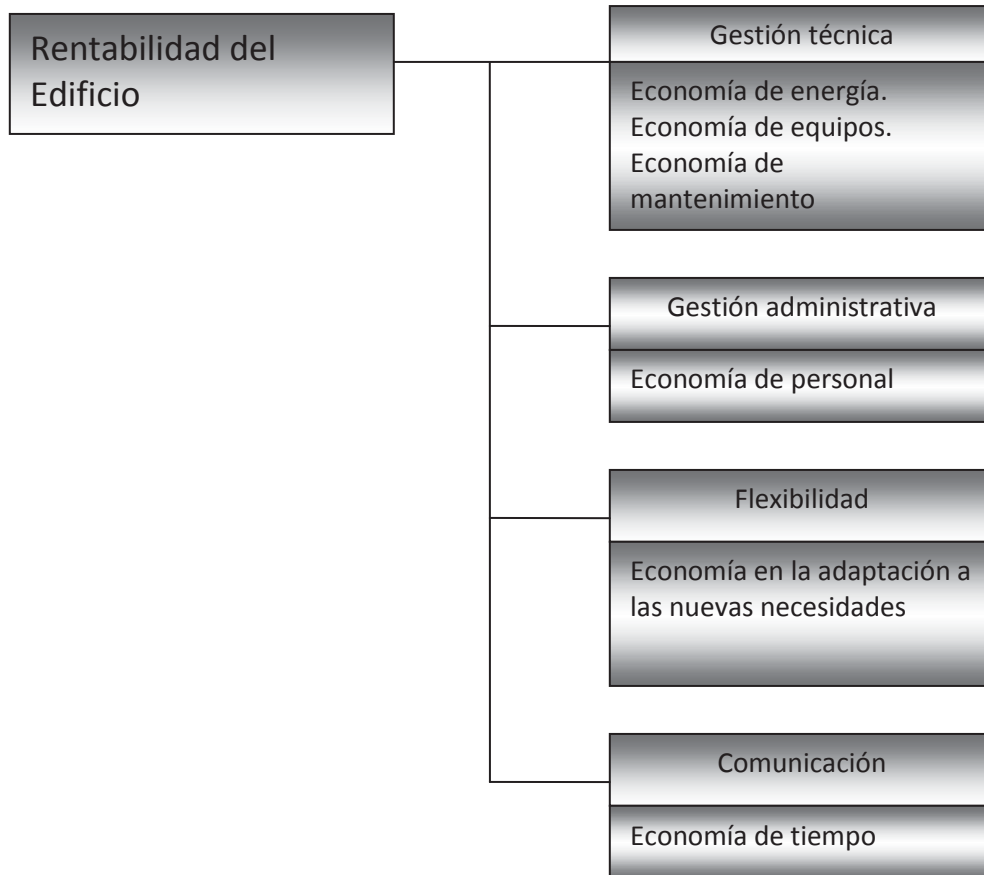 Rentabilidad del
Edificio
Gestión técnica
Economía de energía.
Economía de equipos.
Economía de
mantenimiento
Gestión administrativa
Economía de personal
Flexibilidad
Economía en la adaptación a
las nuevas necesidades
Comunicación
Economía de tiempo